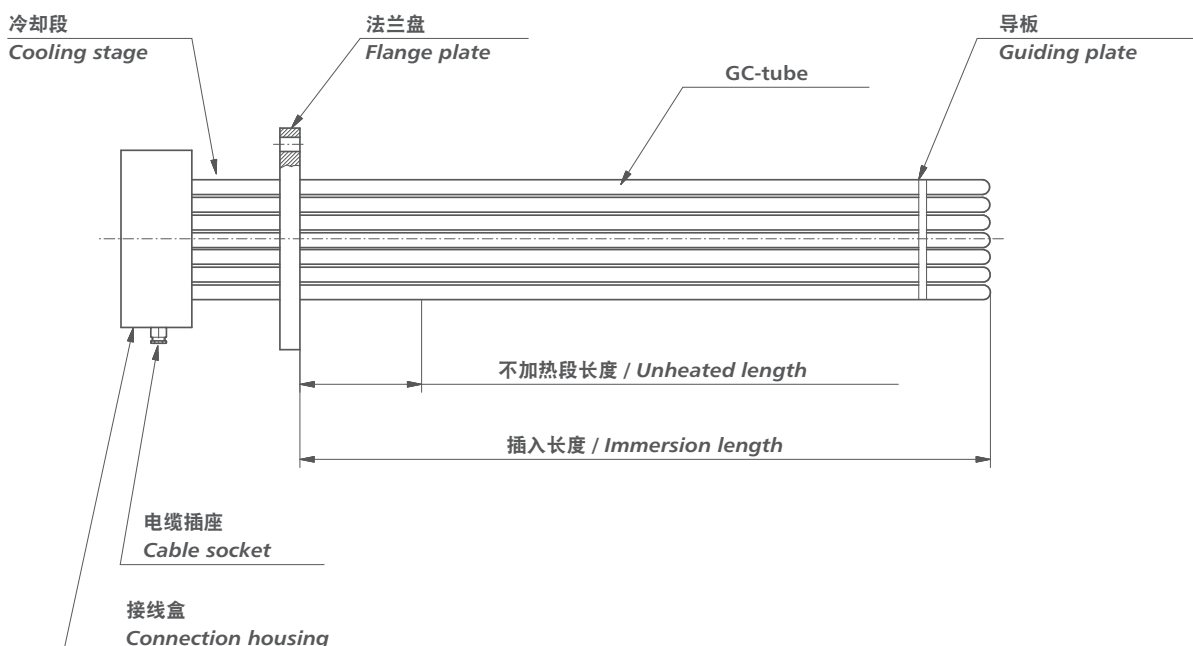 冷却段
Cooling stage
法兰盘
Flange plate
导板
Guiding plate
GC-tube
不加热段长度 / Unheated length
插入长度 / Immersion length
电缆插座
Cable socket
接线盒
Connection housing